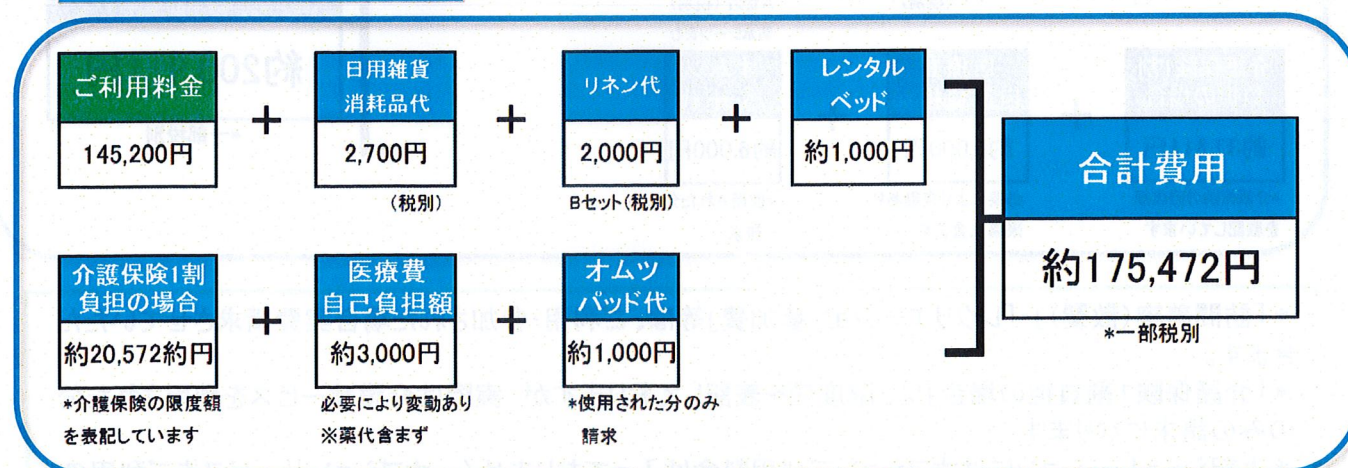 ご利用料金
145,200円
+
日用雑貨
消耗品代
2,700円
(税別)
+
リネン代
2,000円
Bセット(税別)
+
レンタル
ベッド
約1,000円
介護保険1割
負担の場合
約20,572約円
*介護保険の限度額
を表記しています
+
医療費
自己負担額
約3,000円
必要により変動あり
※薬代含まず
+
オムツ
パッド代
約1,000円
*使用された分のみ
請求
合計費用
約175,472円
*一部税別